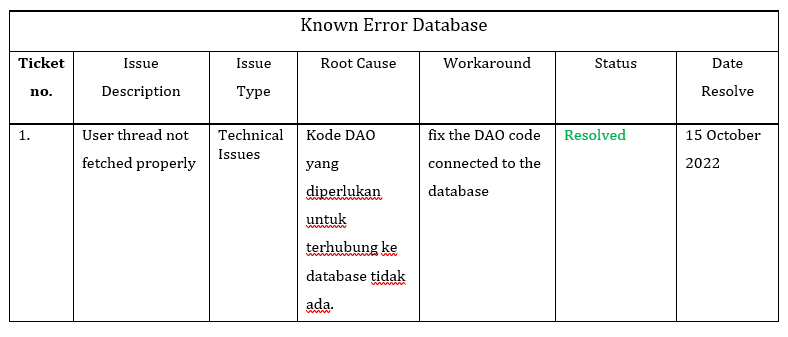 Known Error Database
Ticket no.
Issue Description
Issue Type
Root Cause
Workaround
Status
Date Resolve
1.
User thread not
fetched properly
Technical
Issues
Kode DAO
yang
diperlukan
untuk
terhubung ke
database tidak
ada.
fix the DAO code
connected to the
database
Resolved
15 October
2022